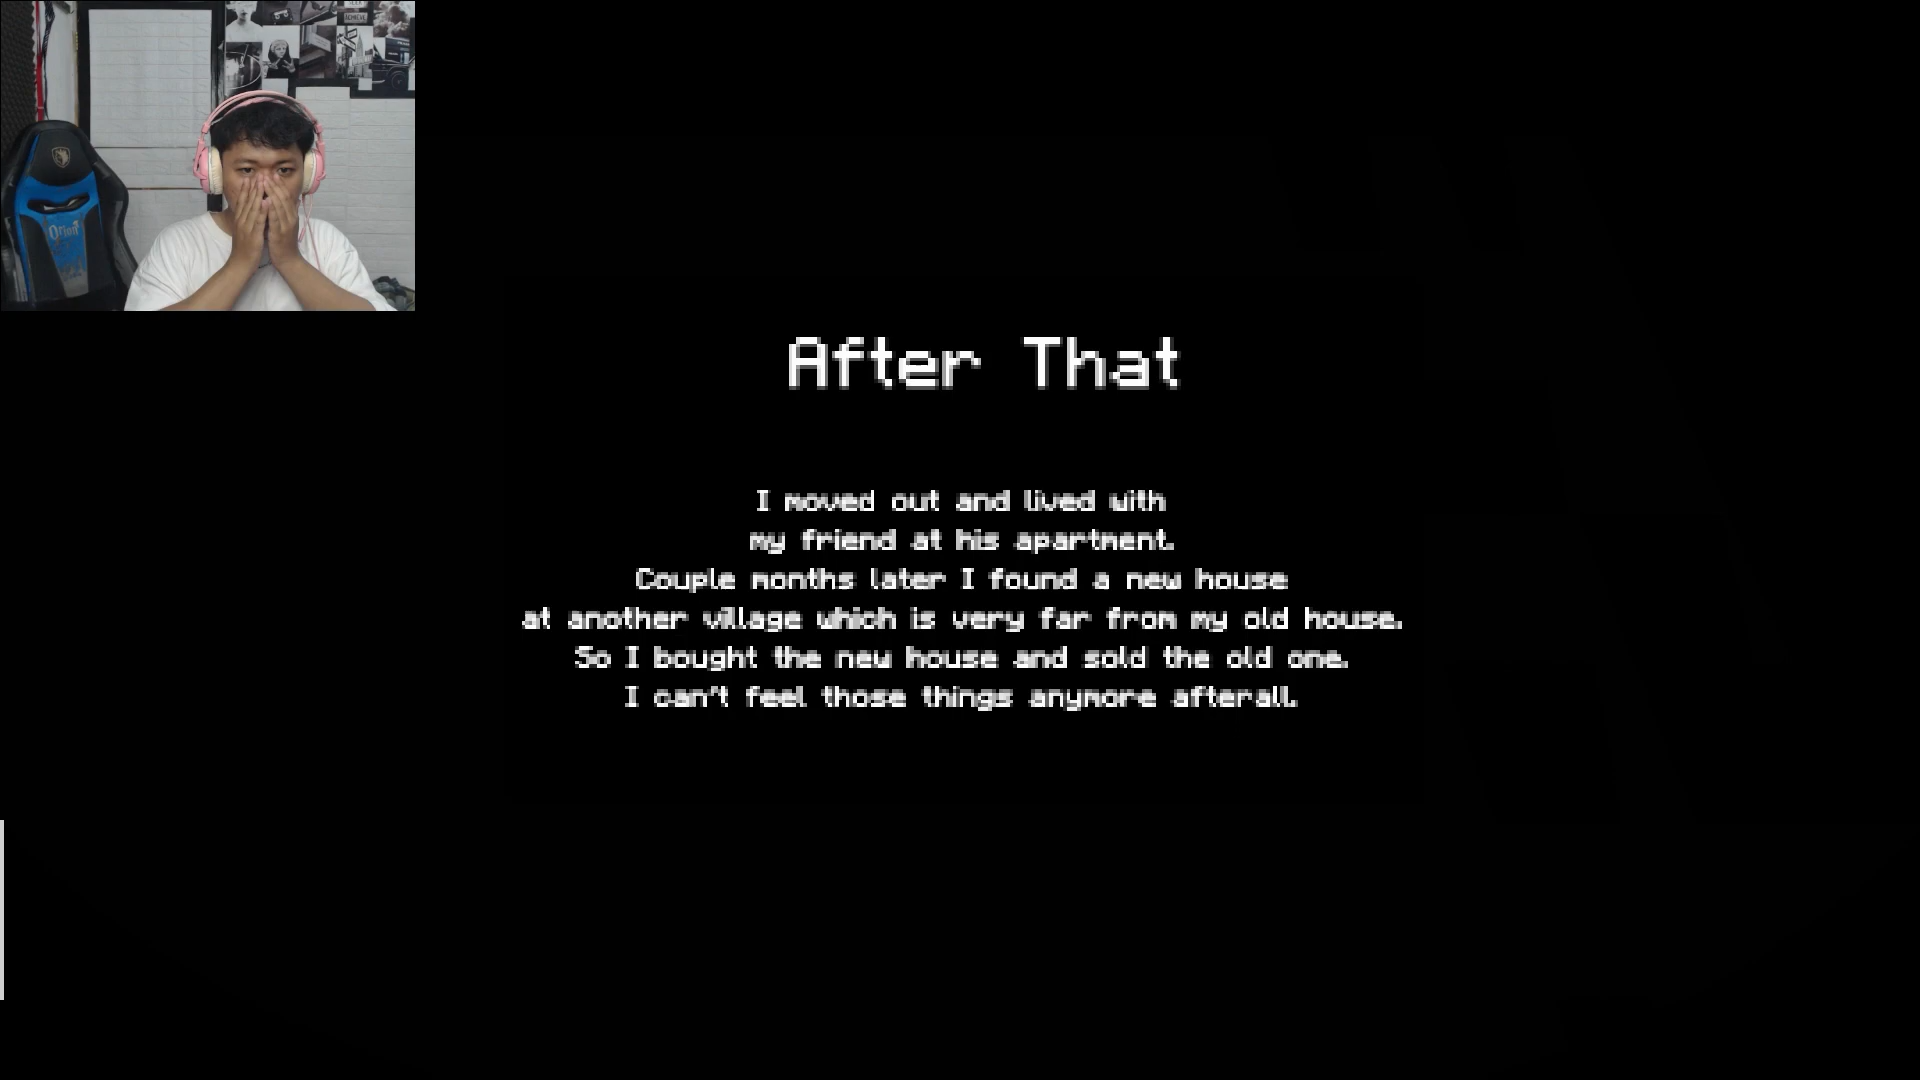 ACHIEVE
Orion
After That
I moved out and lived with
my friend at his apartment.
Couple months later I found a new house
at another village which is very far from my old house.
So I bought the new house and sold the old one.
I can't feel those things anymore afterall.